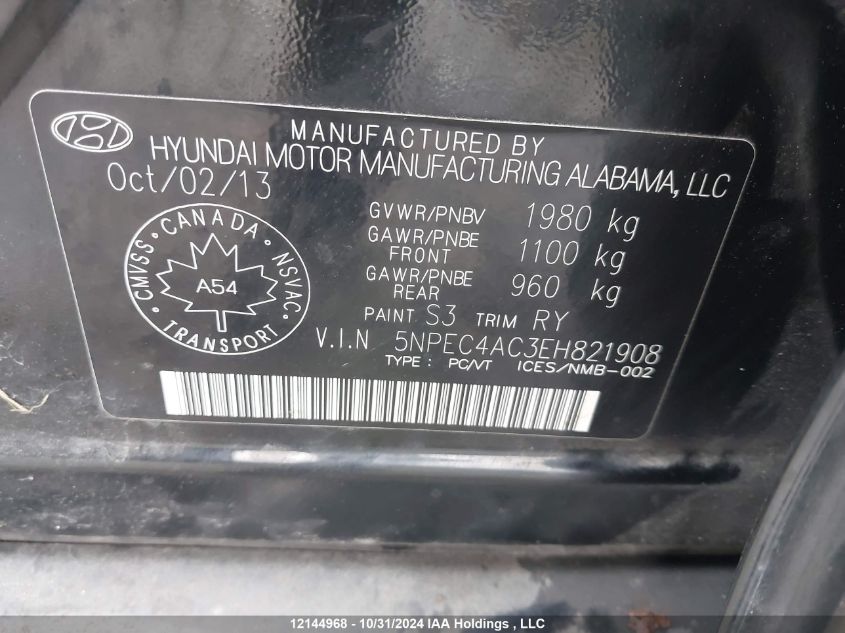 MANUFACTURED BY
HYUNDAI MOTOR MANUFACTURING ALABAMA, LLC
Oct/02/13
GVWR/PNBV 1980 kg
GAWR/PNBE FRONT 1100 kg
GAWR/PNBE REAR 960 kg
PAINT S3 TRIM RY
V.I.N 5NPEC4AC3EH821908
TYPE : PC/VT ICES/NMB-002
CMVSS · CANADA · NSVAC
A54
· TRANSPORT ·
12144968 - 10/31/2024 IAA Holdings , LLC